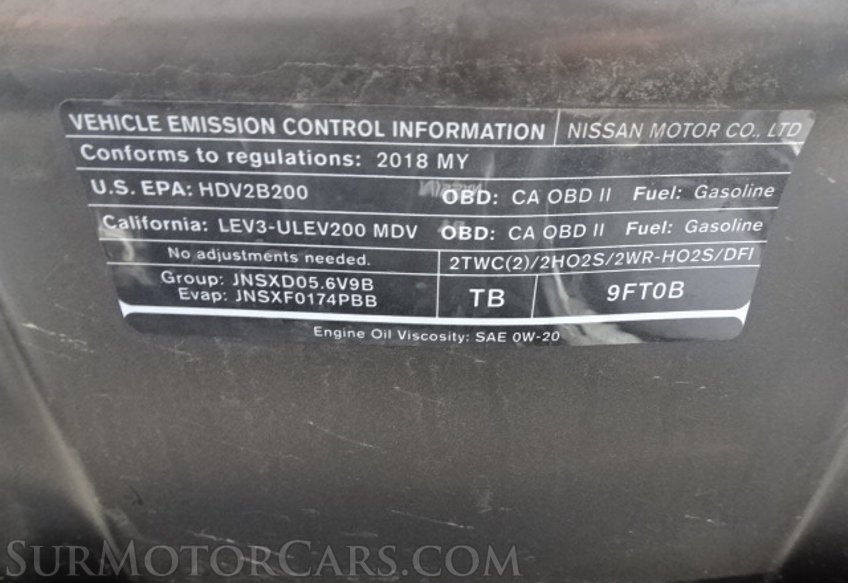 VEHICLE EMISSION CONTROL INFORMATION NISSAN MOTOR CO., LTD
Conforms to regulations: 2018 MY
U.S. EPA: HDV2B200 OBD: CA OBD II Fuel: Gasoline
California: LEV3-ULEV200 MDV OBD: CA OBD II Fuel: Gasoline
No adjustments needed. 2TWC(2)/2HO2S/2WR-HO2S/DFI
Group: JNSXD05.6V9B
Evap: JNSXF0174PBB TB 9FT0B
Engine Oil Viscosity: SAE 0W-20
SurMotorCars.com